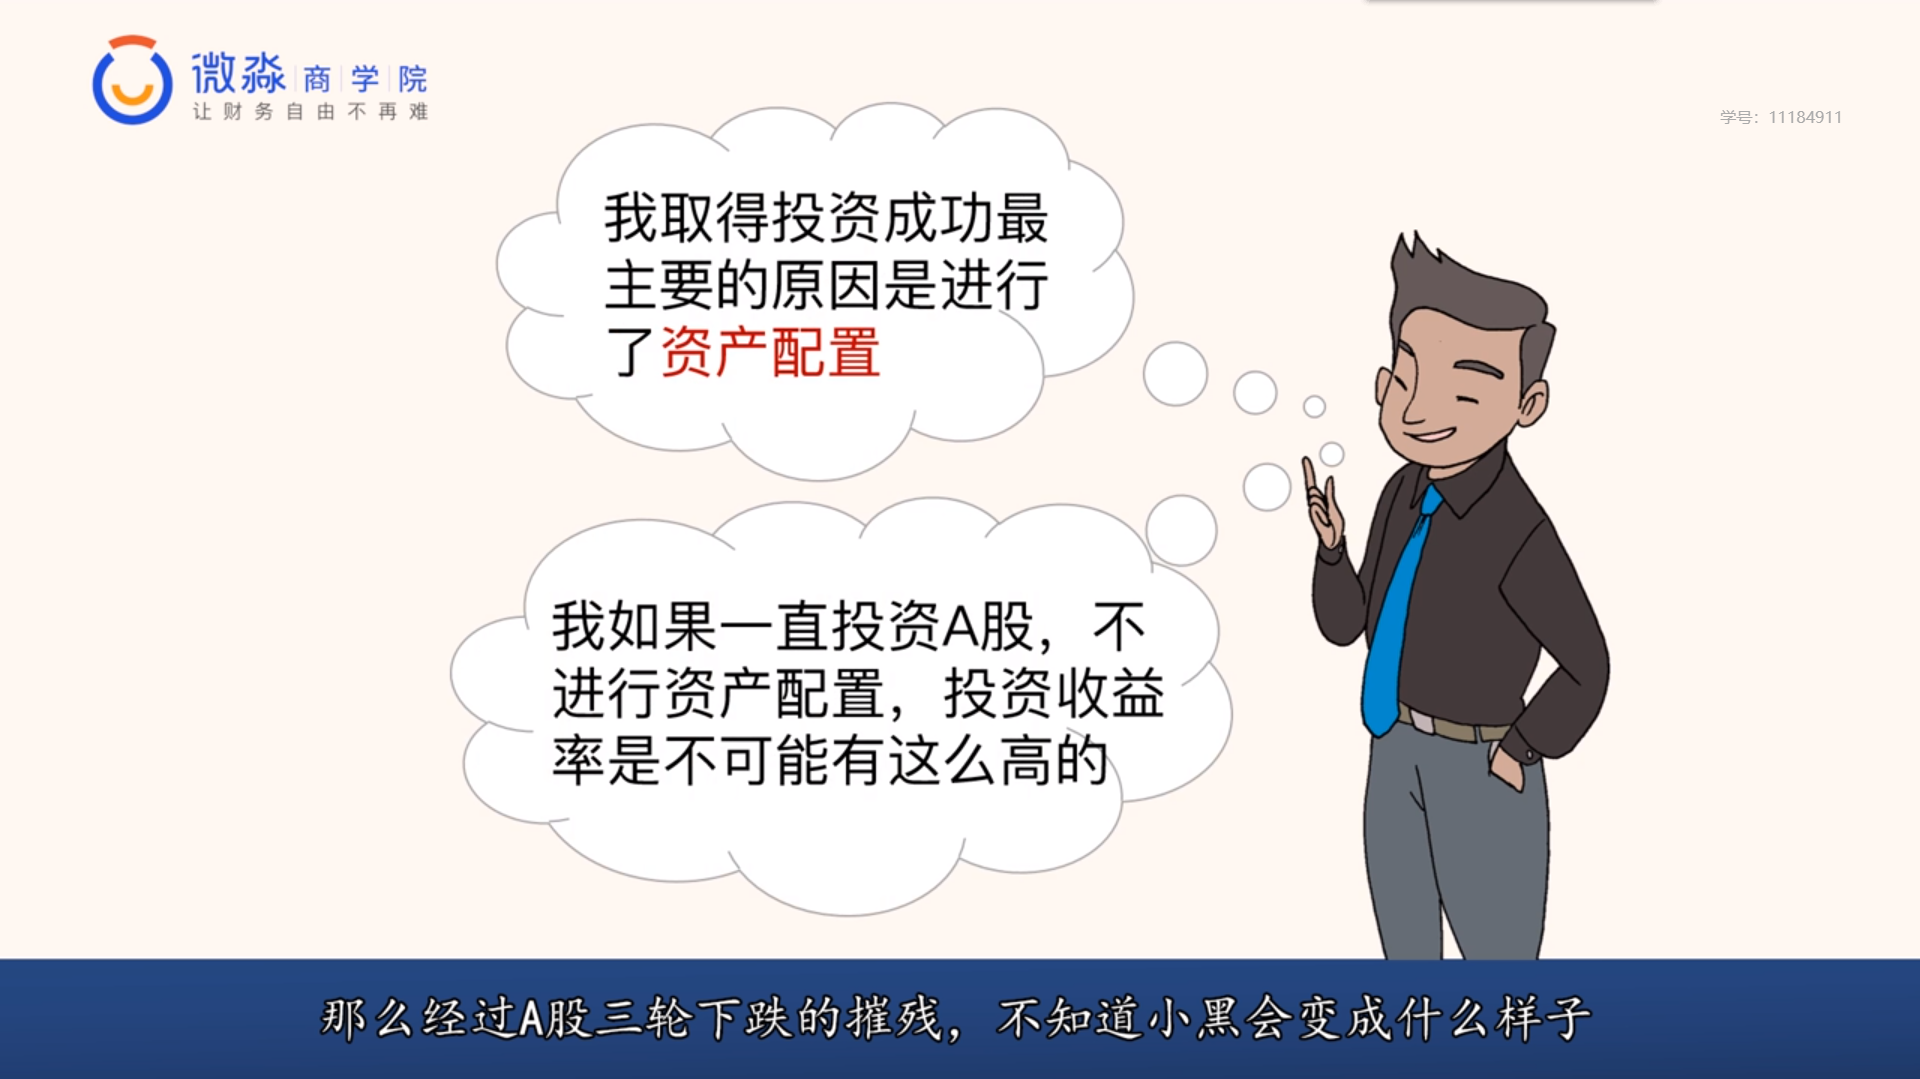 微淼商学院
让财务自由不再难
学号：11184911
我取得投资成功最
主要的原因是进行
了资产配置
我如果一直投资A股，不
进行资产配置，投资收益
率是不可能有这么高的
那么经过A股三轮下跌的摧残，不知道小黑会变成什么样子